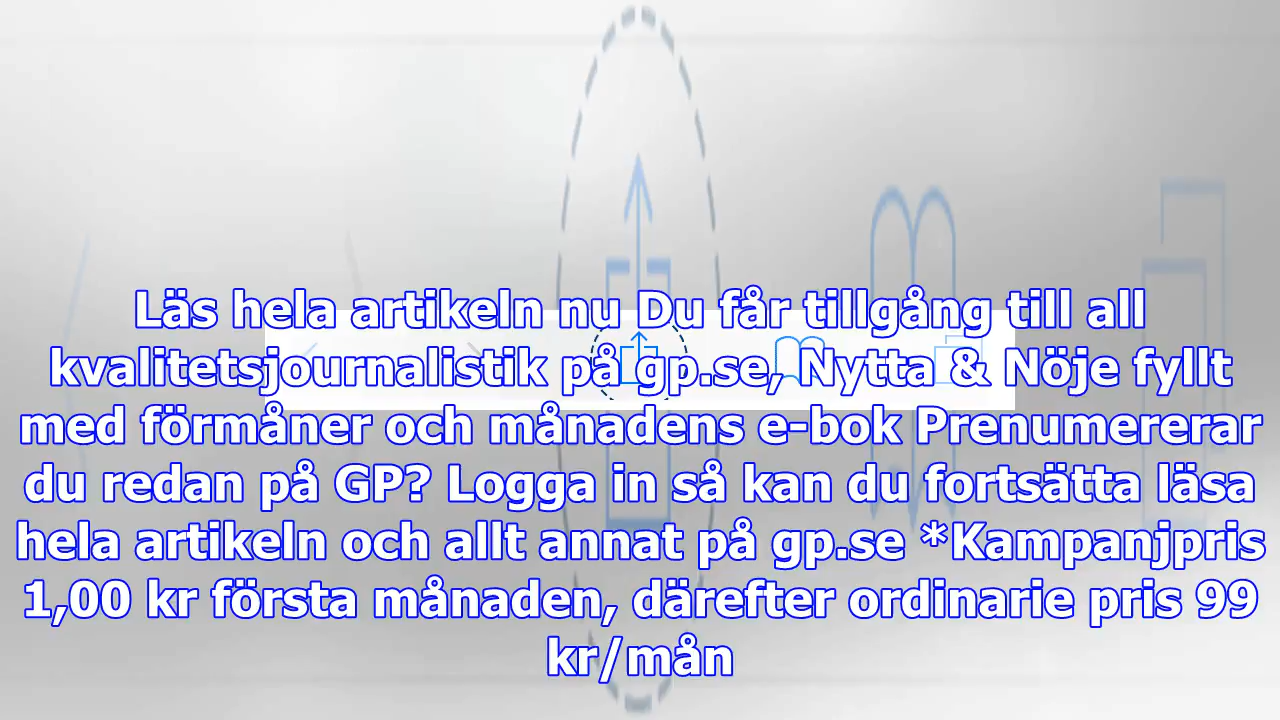 Läs hela artikeln nu Du får tillgång till all
kvalitetsjournalistik på gp.se, Nytta & Nöje fyllt
med förmåner och månadens e-bok Prenumererar
du redan på GP? Logga in så kan du fortsätta läsa
hela artikeln och allt annat på gp.se *Kampanjpris
1,00 kr första månaden, därefter ordinarie pris 99
kr/mån